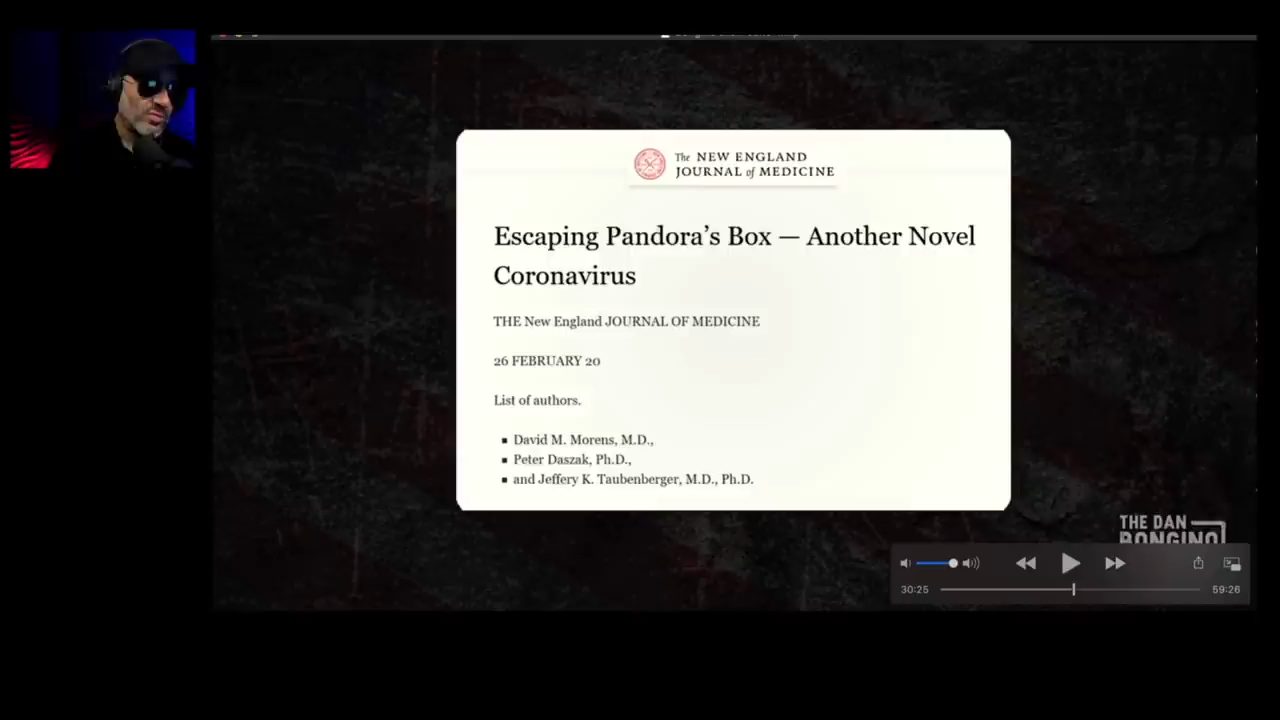 The NEW ENGLAND
JOURNAL of MEDICINE
Escaping Pandora's Box — Another Novel
Coronavirus
THE New England JOURNAL OF MEDICINE
26 FEBRUARY 20
List of authors.
▪ David M. Morens, M.D.,
▪ Peter Daszak, Ph.D.,
▪ and Jeffery K. Taubenberger, M.D., Ph.D.
THE DAN
BONGINO
30:25
59:26